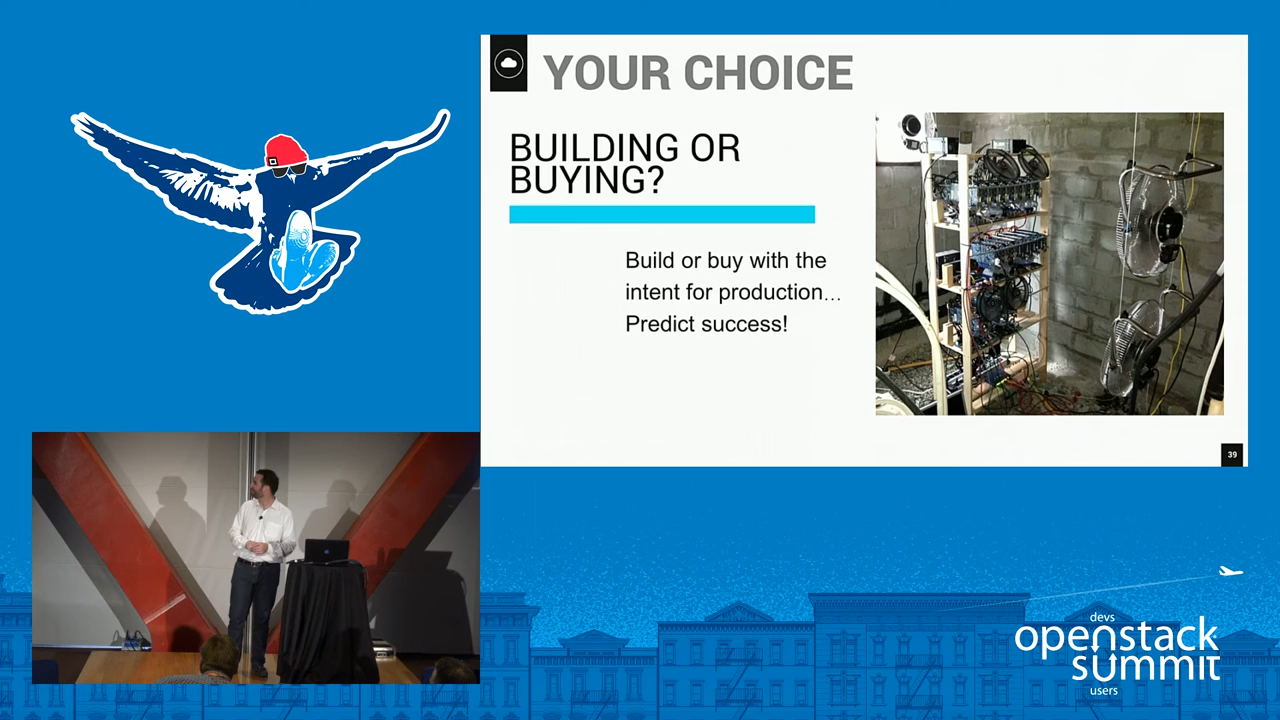 YOUR CHOICE
BUILDING OR
BUYING?
Build or buy with the
intent for production...
Predict success!
39
devs
openstack
summit
users